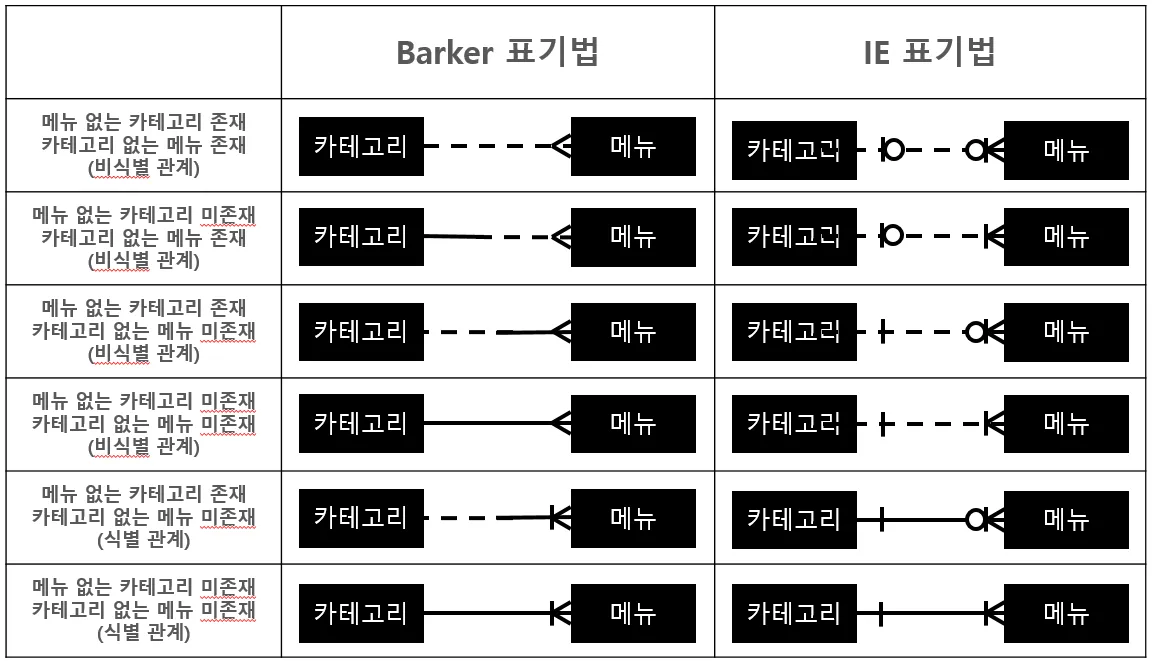 Barker 표기법
IE 표기법
메뉴 없는 카테고리 존재
카테고리 없는 메뉴 존재
(비식별 관계)
카테고리
메뉴
카테고리
메뉴
메뉴 없는 카테고리 미존재
카테고리 없는 메뉴 존재
(비식별 관계)
카테고리
메뉴
카테고리
메뉴
메뉴 없는 카테고리 존재
카테고리 없는 메뉴 미존재
(비식별 관계)
카테고리
메뉴
카테고리
메뉴
메뉴 없는 카테고리 미존재
카테고리 없는 메뉴 미존재
(비식별 관계)
카테고리
메뉴
카테고리
메뉴
메뉴 없는 카테고리 존재
카테고리 없는 메뉴 미존재
(식별 관계)
카테고리
메뉴
카테고리
메뉴
메뉴 없는 카테고리 미존재
카테고리 없는 메뉴 미존재
(식별 관계)
카테고리
메뉴
카테고리
메뉴